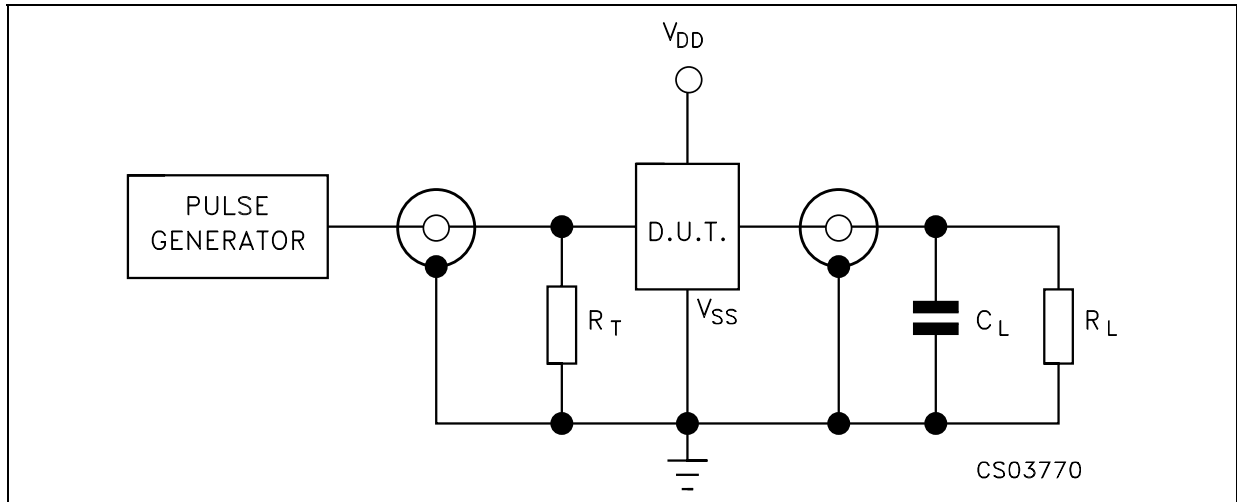 VDD
PULSE
GENERATOR
D.U.T.
VSS
RT
CL
RL
CS03770